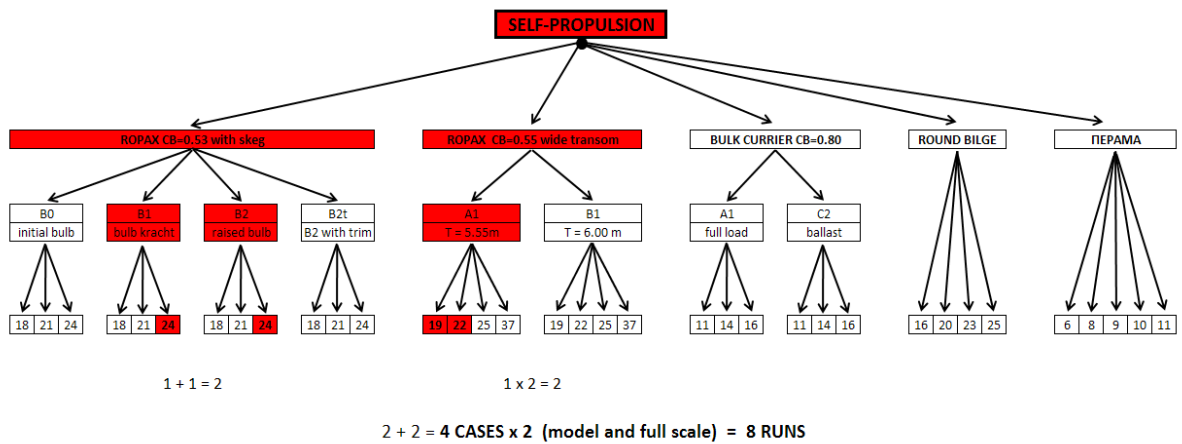 SELF-PROPULSION
ROPAX CB=0.53 with skeg
ROPAX CB=0.55 wide transom
BULK CURRIER CB=0.80
ROUND BILGE
ΠΕΡΑΜΑ
B0
initial bulb
B1
bulb kracht
B2
raised bulb
B2t
B2 with trim
A1
T = 5.55m
B1
T = 6.00 m
A1
full load
C2
ballast
18 21 24
18 21 24
18 21 24
18 21 24
19 22 25 37
19 22 25 37
11 14 16
11 14 16
16 20 23 25
6 8 9 10 11
1 + 1 = 2
1 x 2 = 2
2 + 2 = 4 CASES x 2 (model and full scale) = 8 RUNS